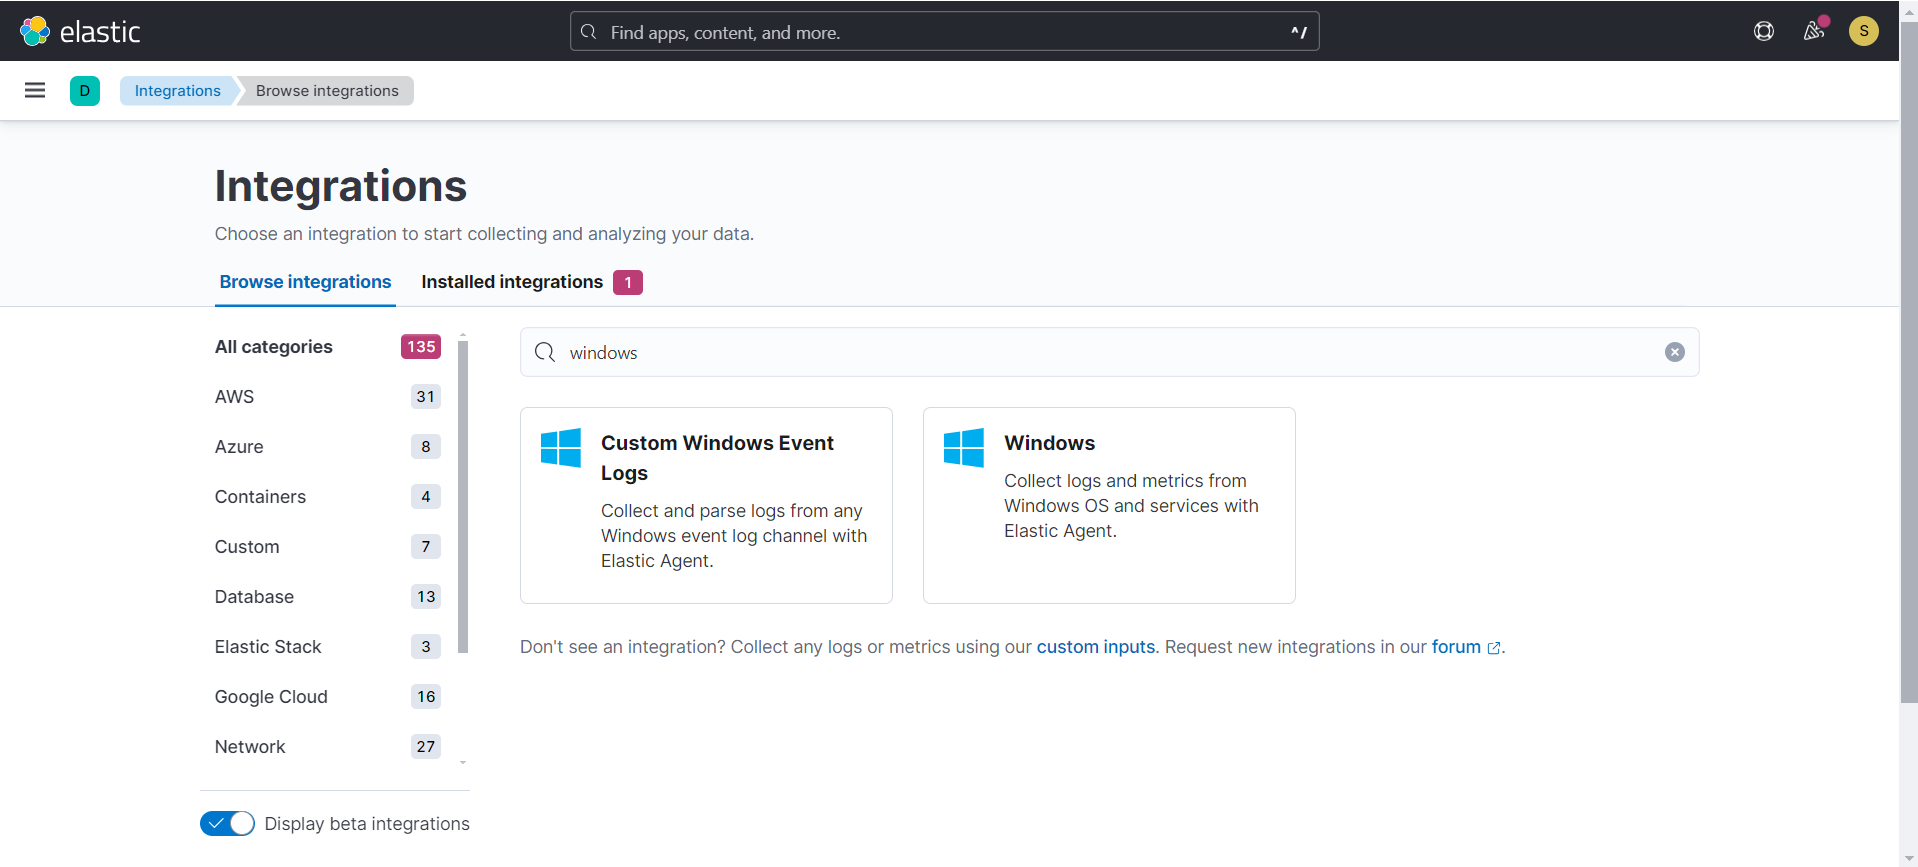 elastic
Find apps, content, and more.
^/
S
D
Integrations
Browse integrations
Integrations
Choose an integration to start collecting and analyzing your data.
Browse integrations
Installed integrations 1
All categories 135
AWS 31
Azure 8
Containers 4
Custom 7
Database 13
Elastic Stack 3
Google Cloud 16
Network 27
Display beta integrations
windows
Custom Windows Event
Logs
Collect and parse logs from any
Windows event log channel with
Elastic Agent.
Windows
Collect logs and metrics from
Windows OS and services with
Elastic Agent.
Don't see an integration? Collect any logs or metrics using our custom inputs. Request new integrations in our forum.